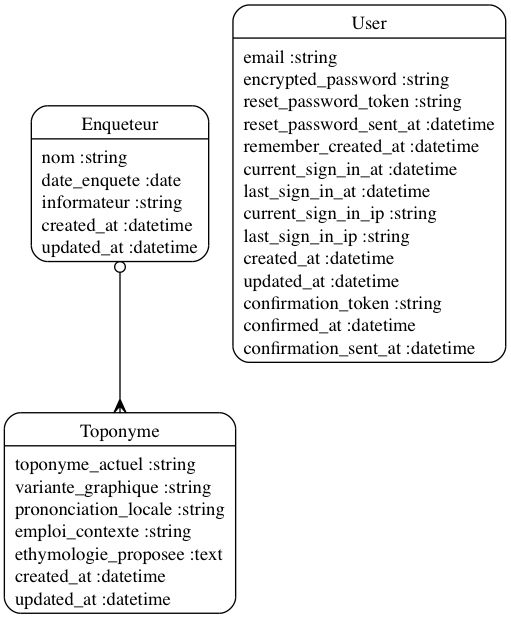 User
email :string
encrypted_password :string
reset_password_token :string
reset_password_sent_at :datetime
remember_created_at :datetime
current_sign_in_at :datetime
last_sign_in_at :datetime
current_sign_in_ip :string
last_sign_in_ip :string
created_at :datetime
updated_at :datetime
confirmation_token :string
confirmed_at :datetime
confirmation_sent_at :datetime
Enqueteur
nom :string
date_enquete :date
informateur :string
created_at :datetime
updated_at :datetime
Toponyme
toponyme_actuel :string
variante_graphique :string
prononciation_locale :string
emploi_contexte :string
ethymologie_proposee :text
created_at :datetime
updated_at :datetime